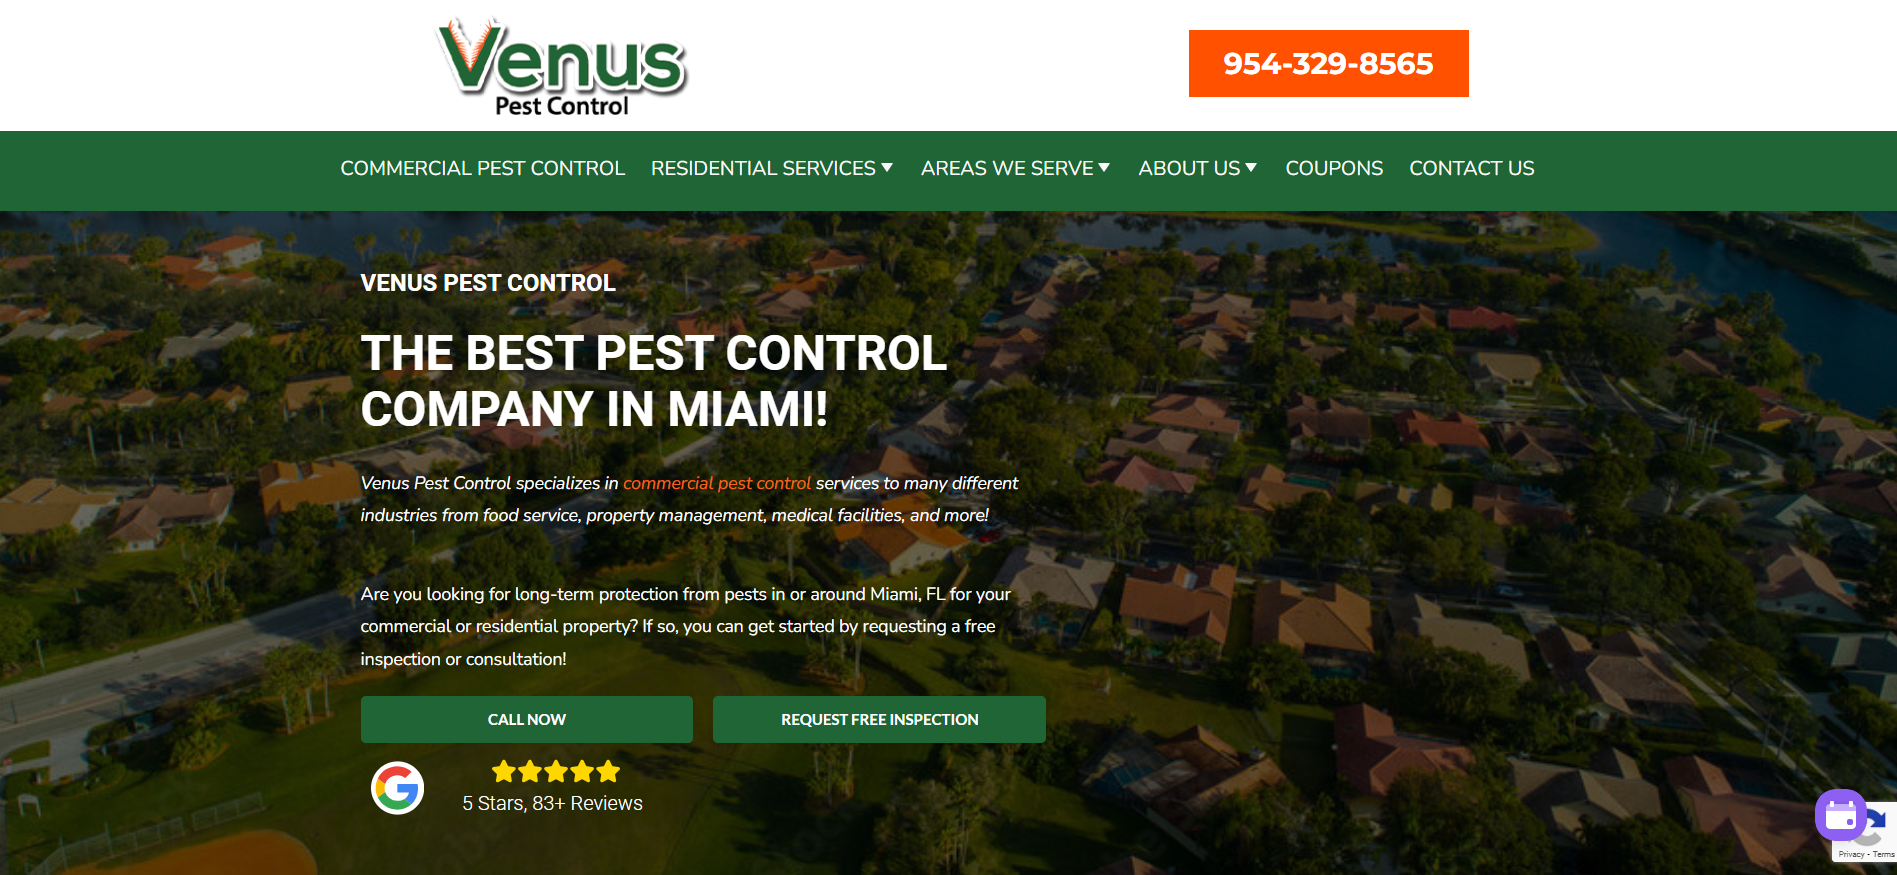 Venus
Pest Control
954-329-8565
COMMERCIAL PEST CONTROL RESIDENTIAL SERVICES AREAS WE SERVE ABOUT US COUPONS CONTACT US
VENUS PEST CONTROL
THE BEST PEST CONTROL
COMPANY IN MIAMI!
Venus Pest Control specializes in commercial pest control services to many different
industries from food service, property management, medical facilities, and more!
Are you looking for long-term protection from pests in or around Miami, FL for your
commercial or residential property? If so, you can get started by requesting a free
inspection or consultation!
CALL NOW REQUEST FREE INSPECTION
5 Stars, 83+ Reviews
Privacy - Terms